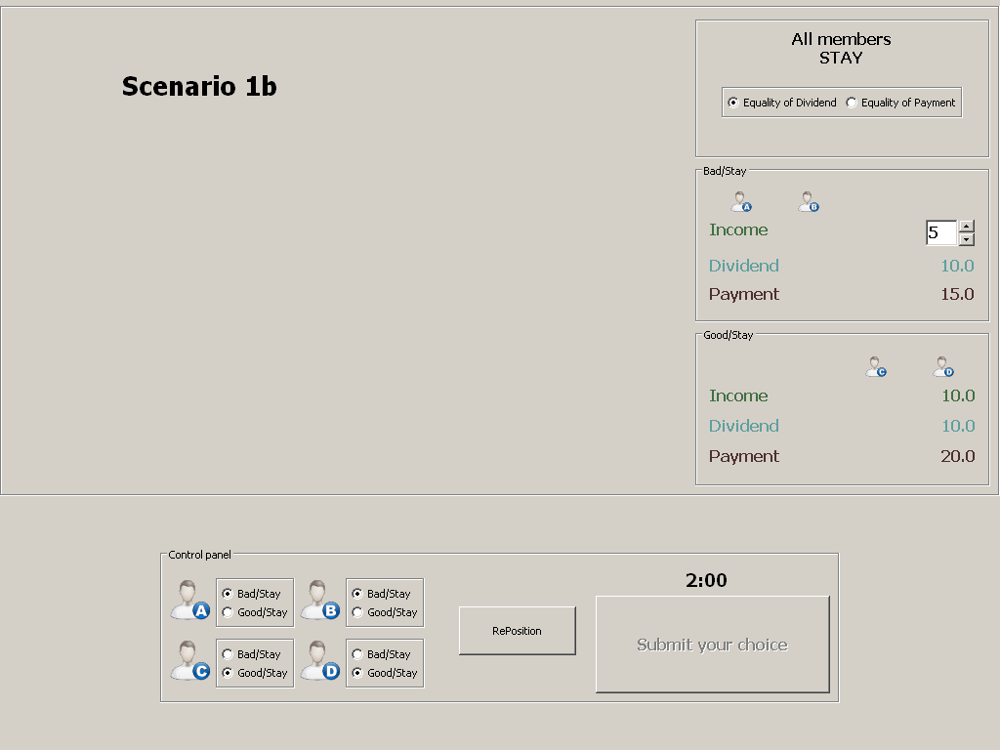 Scenario 1b
All members
STAY
Equality of Dividend Equality of Payment
Bad/Stay
A B
Income 5
Dividend 10.0
Payment 15.0
Good/Stay
C D
Income 10.0
Dividend 10.0
Payment 20.0
Control panel
A Bad/Stay
Good/Stay
B Bad/Stay
Good/Stay
C Bad/Stay
Good/Stay
D Bad/Stay
Good/Stay
RePosition
2:00
Submit your choice